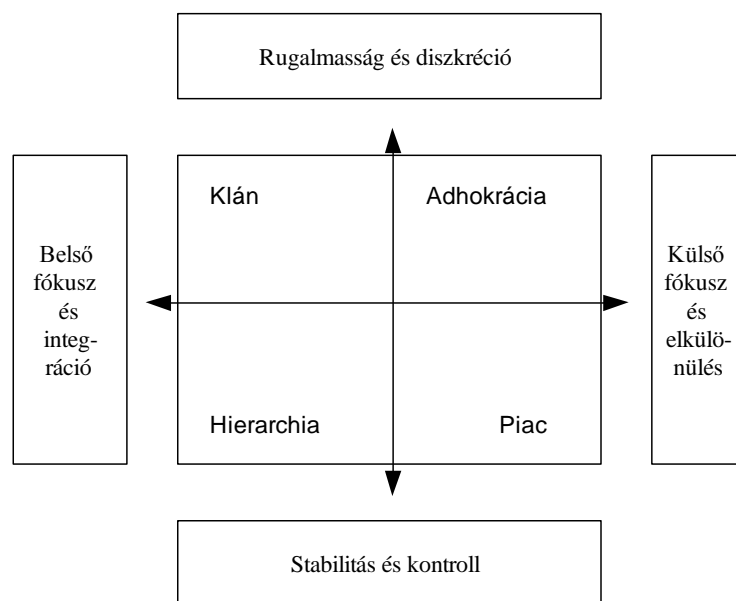 Rugalmasság és diszkréció
Klán
Adhokrácia
Belső
fókusz
és
integ-
ráció
Külső
fókusz
és
elkülö-
nülés
Hierarchia
Piac
Stabilitás és kontroll